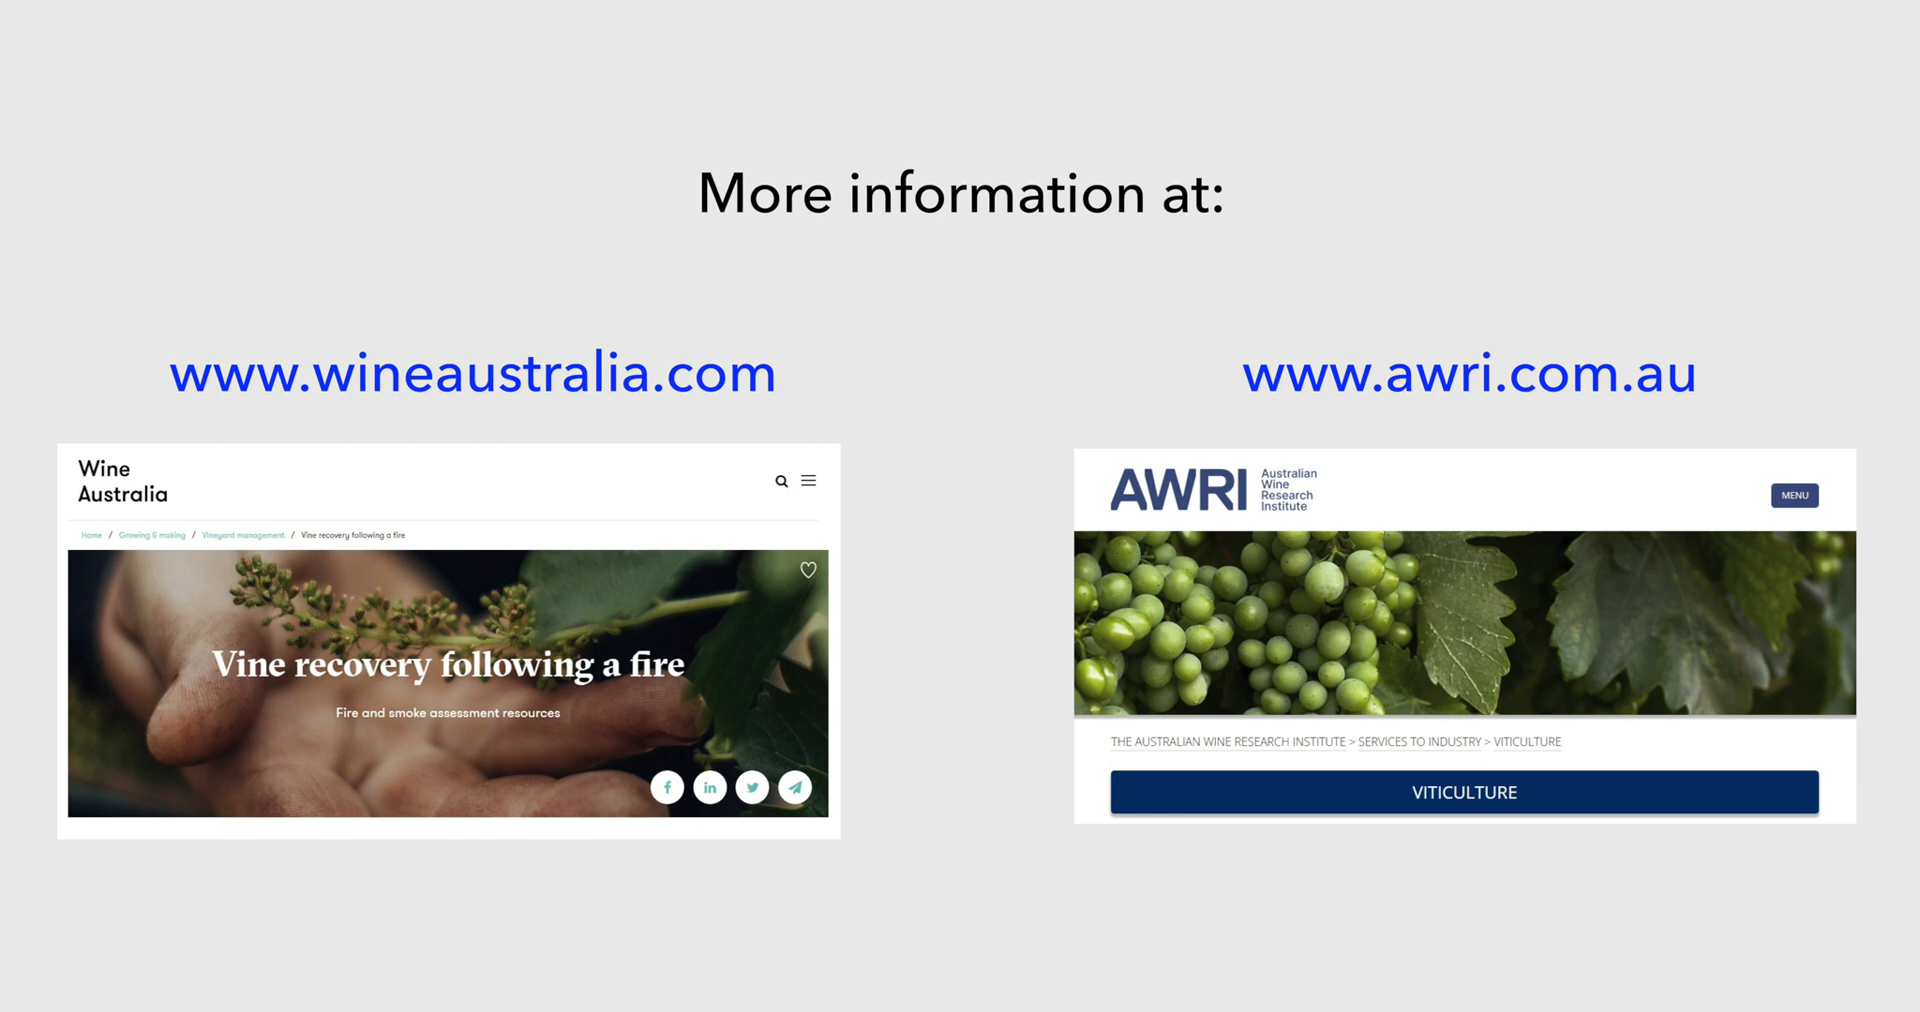 More information at:
www.wineaustralia.com
Wine
Australia
Home / Growing & making / Vineyard management / Vine recovery following a fire
Vine recovery following a fire
Fire and smoke assessment resources
www.awri.com.au
AWRI
Australian
Wine
Research
Institute
MENU
THE AUSTRALIAN WINE RESEARCH INSTITUTE > SERVICES TO INDUSTRY > VITICULTURE
VITICULTURE